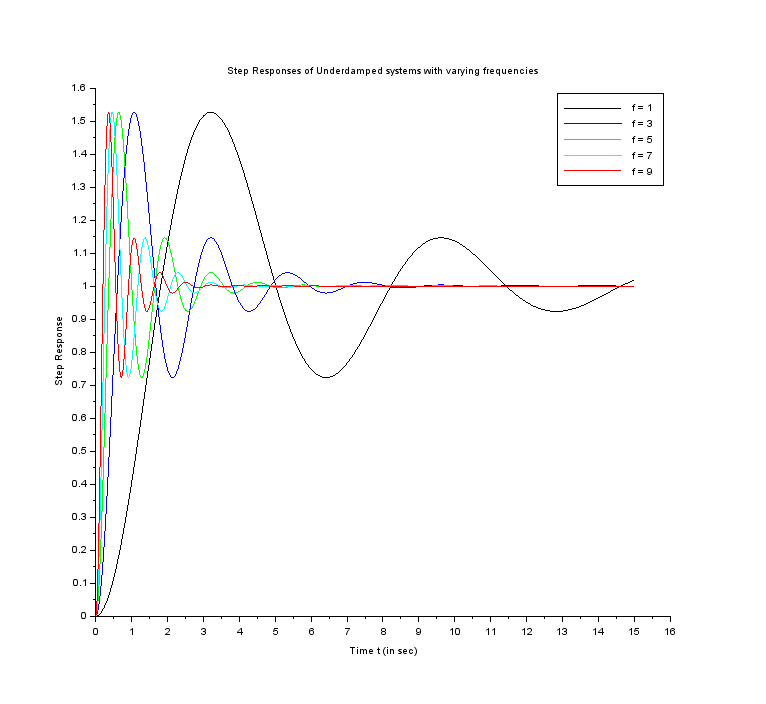 Step Responses of Underdamped systems with varying frequencies
1.6
1.5
1.4
1.3
1.2
1.1
1
0.9
0.8
0.7
0.6
0.5
0.4
0.3
0.2
0.1
0
Step Response
f = 1
f = 3
f = 5
f = 7
f = 9
0 1 2 3 4 5 6 7 8 9 10 11 12 13 14 15 16
Time t (in sec)